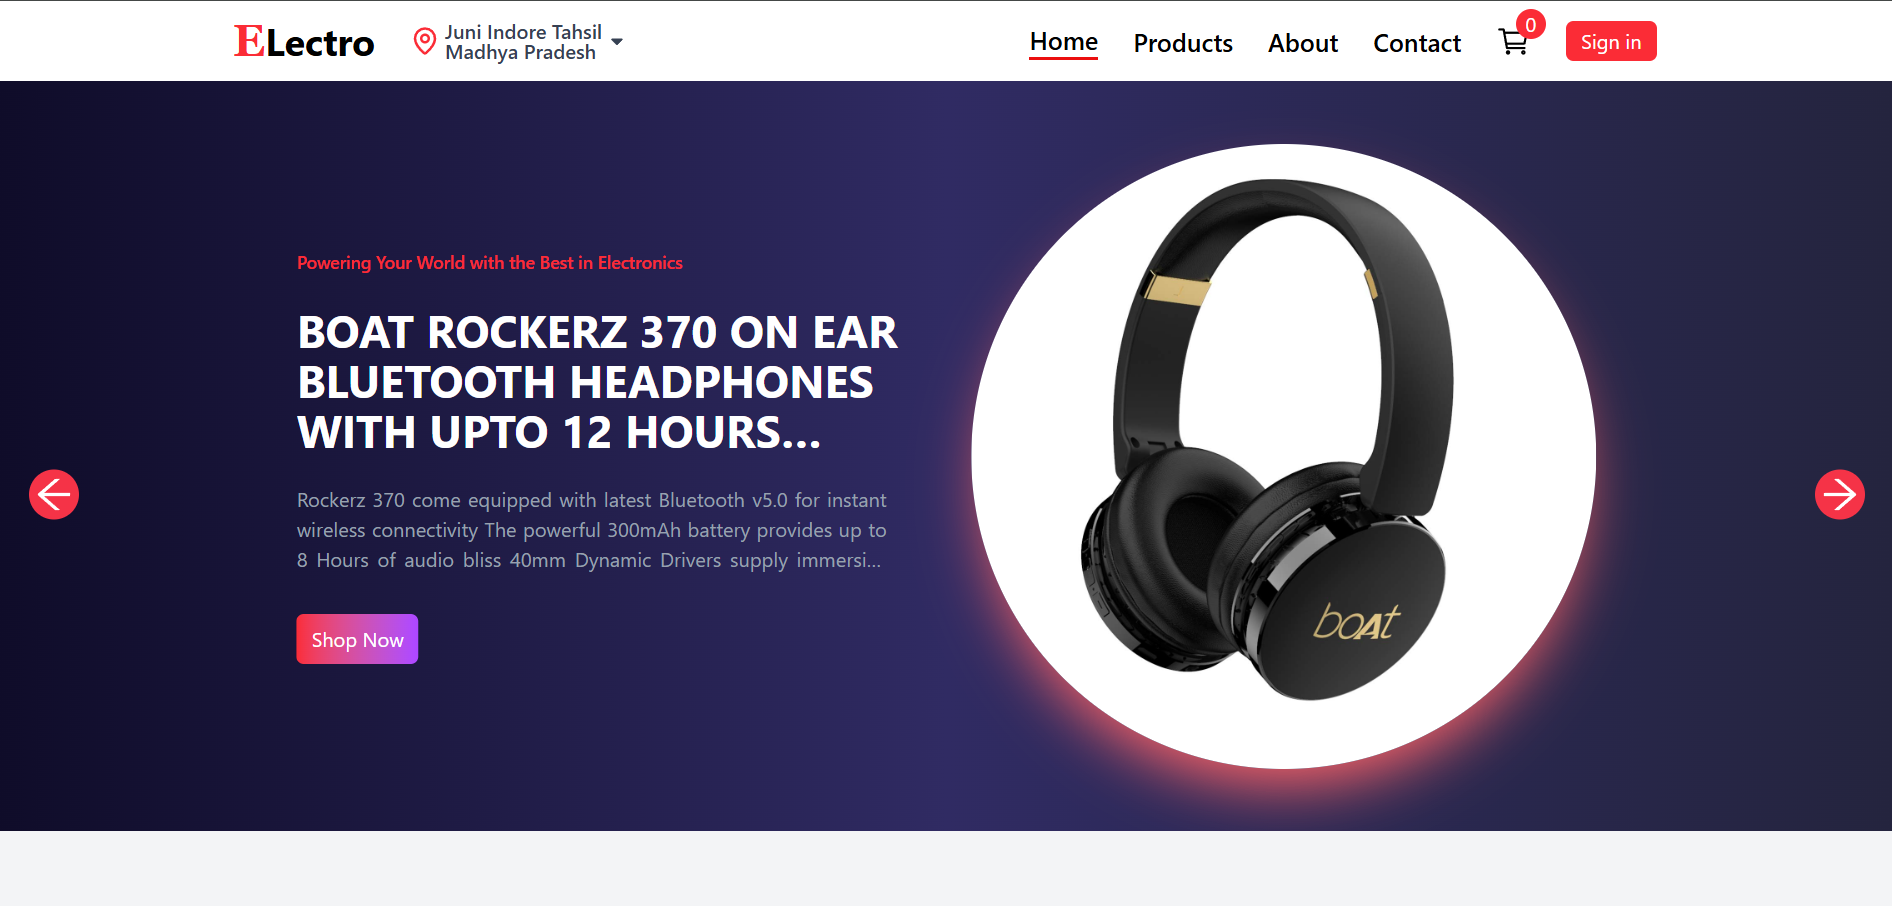 ELectro
Juni Indore Tahsil
Madhya Pradesh
Home
Products
About
Contact
0
Sign in
Powering Your World with the Best in Electronics
BOAT ROCKERZ 370 ON EAR
BLUETOOTH HEADPHONES
WITH UPTO 12 HOURS...
Rockerz 370 come equipped with latest Bluetooth v5.0 for instant
wireless connectivity The powerful 300mAh battery provides up to
8 Hours of audio bliss 40mm Dynamic Drivers supply immersi...
Shop Now
boAt